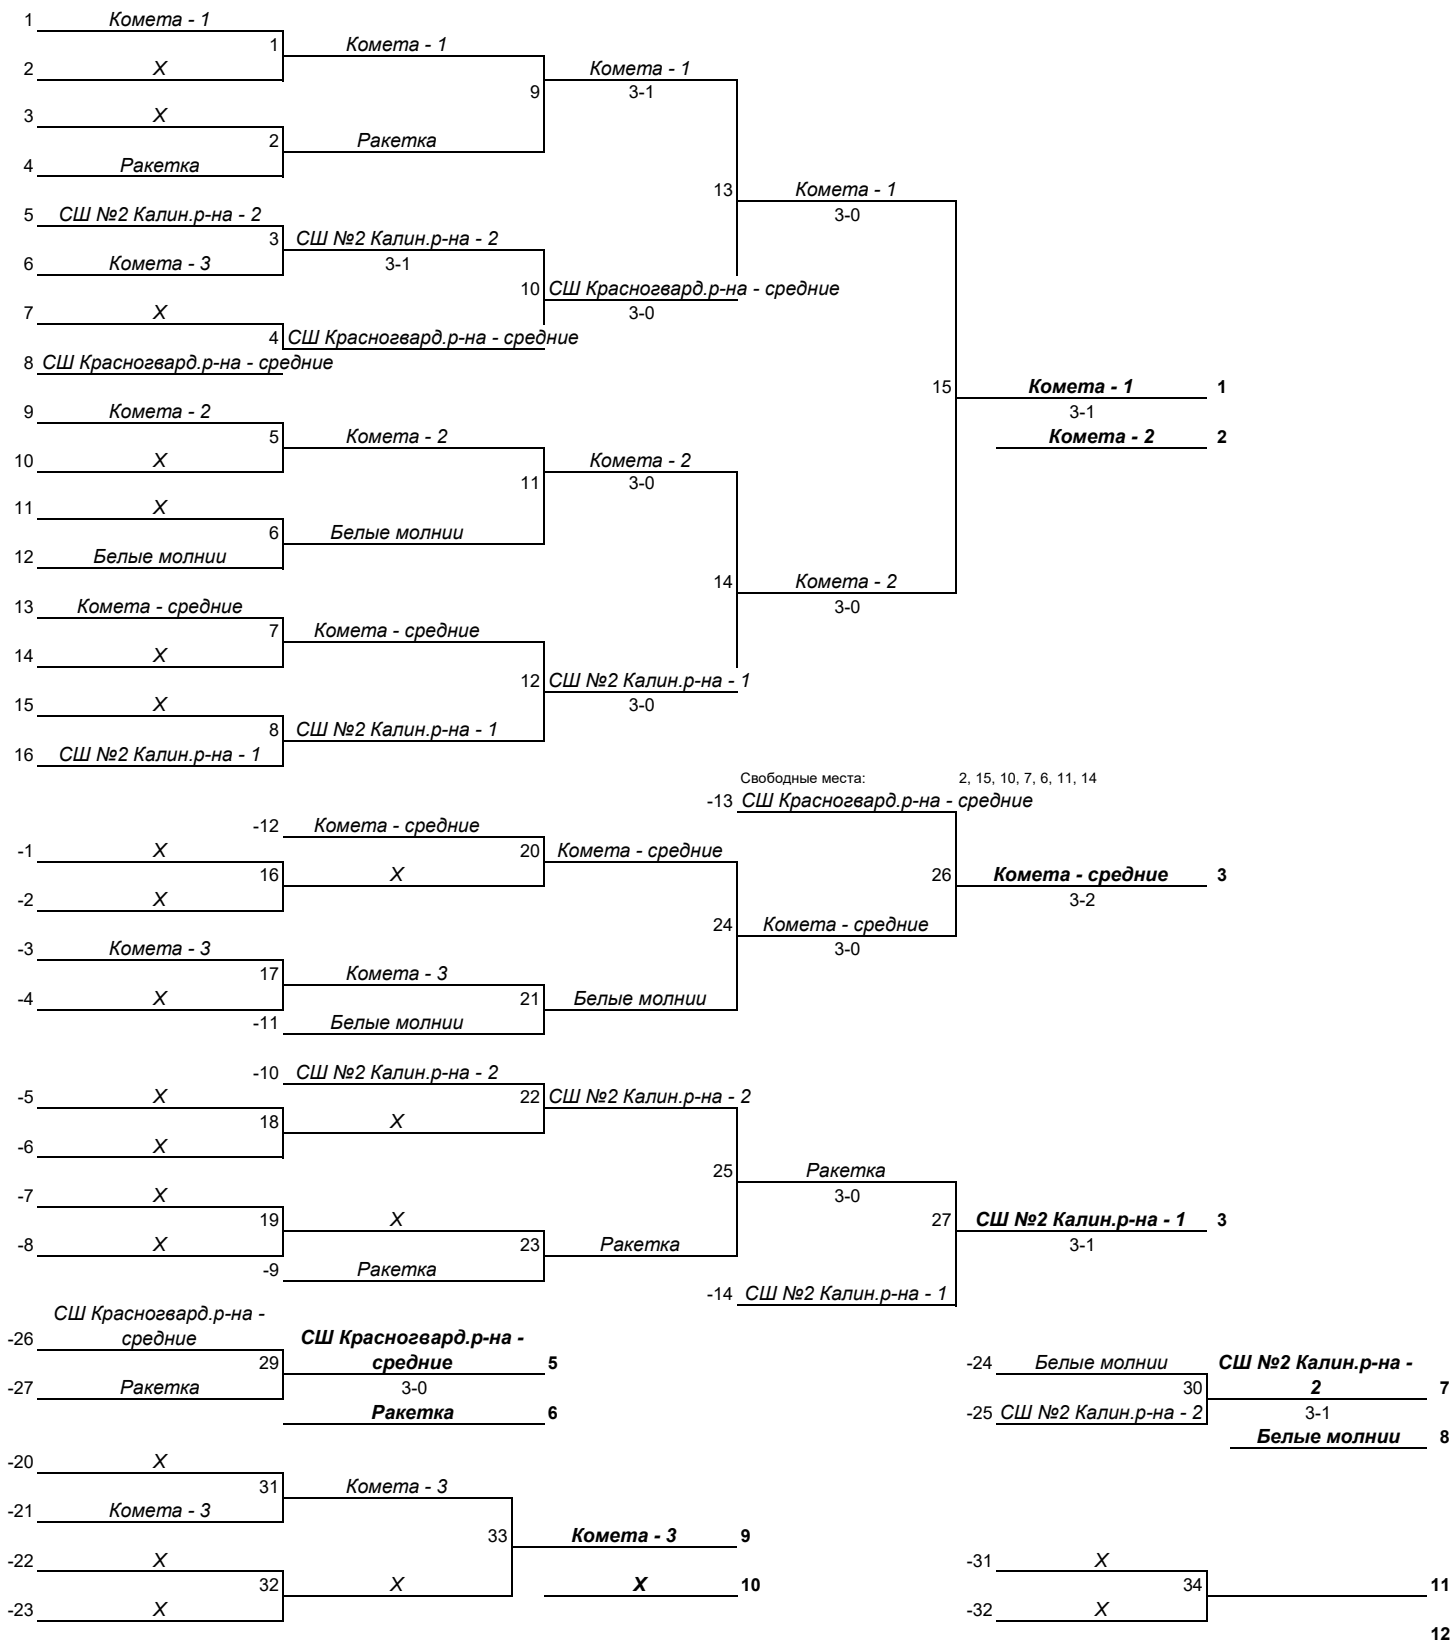 1 Комета - 1
1 Комета - 1
2 X
Комета - 1
9 3-1
3 X
2 Ракетка
4 Ракетка
13 Комета - 1
3-0
5 СШ №2 Калин.р-на - 2
3 СШ №2 Калин.р-на - 2
6 Комета - 3 3-1
10 СШ Красногвард.р-на - средние
7 X 3-0
4 СШ Красногвард.р-на - средние
8 СШ Красногвард.р-на - средние
15 Комета - 1 1
3-1
9 Комета - 2
5 Комета - 2 Комета - 2 2
10 X Комета - 2
11 3-0
11 X
6 Белые молнии
12 Белые молнии
14 Комета - 2
3-0
13 Комета - средние
7 Комета - средние
14 X
12 СШ №2 Калин.р-на - 1
15 X 3-0
8 СШ №2 Калин.р-на - 1
16 СШ №2 Калин.р-на - 1
Свободные места: 2, 15, 10, 7, 6, 11, 14
-13 СШ Красногвард.р-на - средние
-12 Комета - средние
-1 X 20 Комета - средние
16 X 26 Комета - средние 3
-2 X 3-2
24 Комета - средние
3-0
-3 Комета - 3
17 Комета - 3
-4 X 21 Белые молнии
-11 Белые молнии
-10 СШ №2 Калин.р-на - 2
-5 X 22 СШ №2 Калин.р-на - 2
18 X
-6 X
25 Ракетка
3-0
-7 X
19 X 27 СШ №2 Калин.р-на - 1 3
-8 X 23 Ракетка 3-1
-9 Ракетка
-14 СШ №2 Калин.р-на - 1
СШ Красногвард.р-на -
-26 средние СШ Красногвард.р-на -
29 средние 5 -24 Белые молнии СШ №2 Калин.р-на -
-27 Ракетка 3-0 30 2 7
Ракетка 6 -25 СШ №2 Калин.р-на - 2 3-1
Белые молнии 8
-20 X
31 Комета - 3
-21 Комета - 3
33 Комета - 3 9
-22 X -31 X
32 X X 10 34 11
-23 X -32 X
12